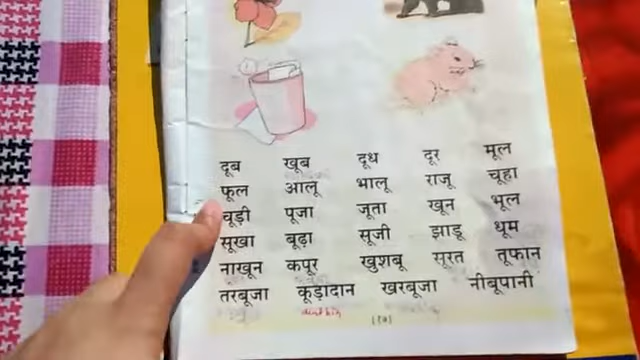 दूब खूब दूध दूर मूल
फूल आलू भालू राजू चूहा
चूड़ी पूजा जूता खून भूल
सूखा बूढ़ा सूजी झाडू धूम
नाखून कपूर खुशबू सूरत तूफान
तरबूजा कूड़ादान खरबूजा नीबूपानी